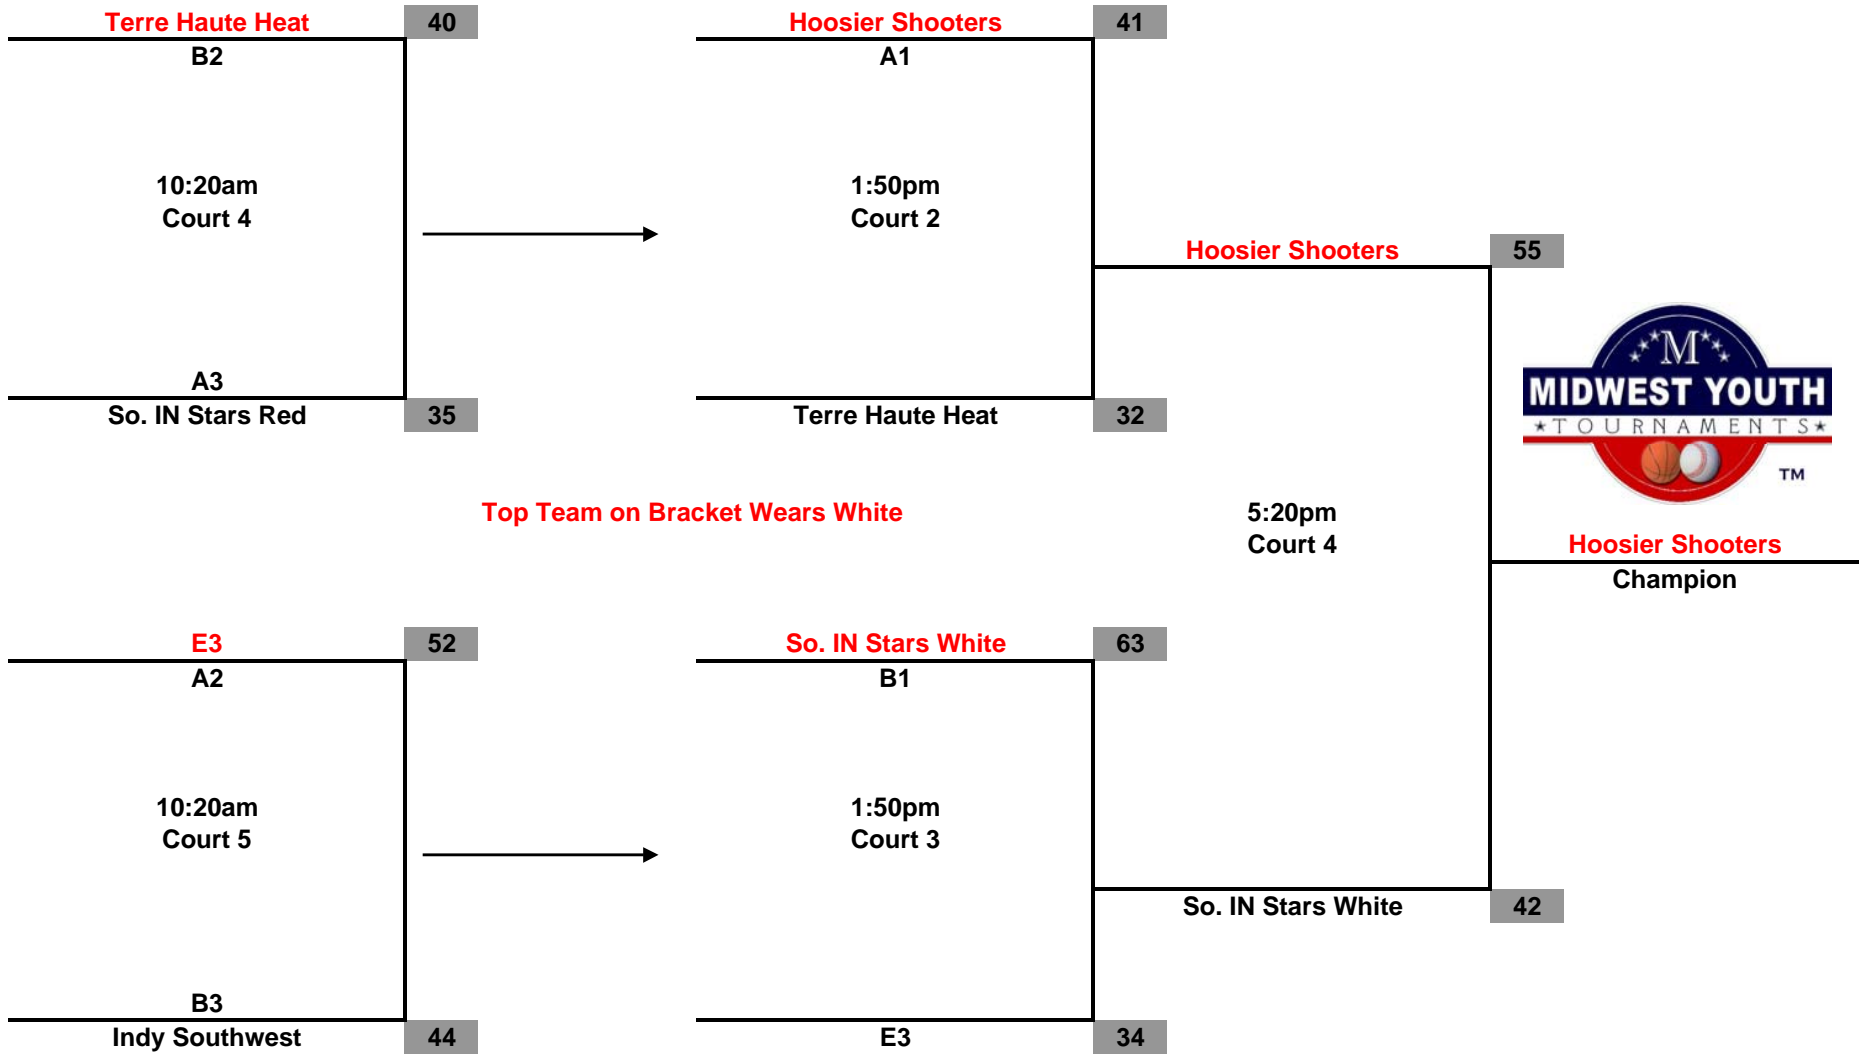 Terre Haute Heat 40 Hoosier Shooters 41
B2 A1
10:20am 1:50pm
Court 4 Court 2
Hoosier Shooters 55
M
MIDWEST YOUTH
★TOURNAMENTS★
TM
A3
So. IN Stars Red 35 Terre Haute Heat 32
Top Team on Bracket Wears White
5:20pm
Court 4
Hoosier Shooters
Champion
E3 52 So. IN Stars White 63
A2 B1
10:20am 1:50pm
Court 5 Court 3
So. IN Stars White 42
B3
Indy Southwest 44 E3 34